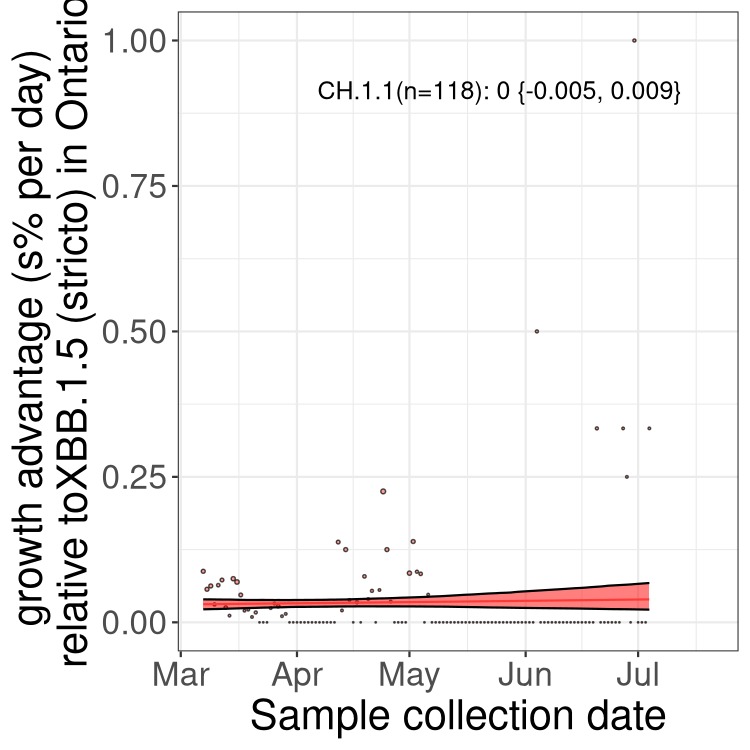 growth advantage (s% per day)
relative toXBB.1.5 (stricto) in Ontario
1.00
CH.1.1(n=118): 0 {-0.005, 0.009}
0.75
0.50
0.25
0.00
Mar Apr May Jun Jul
Sample collection date